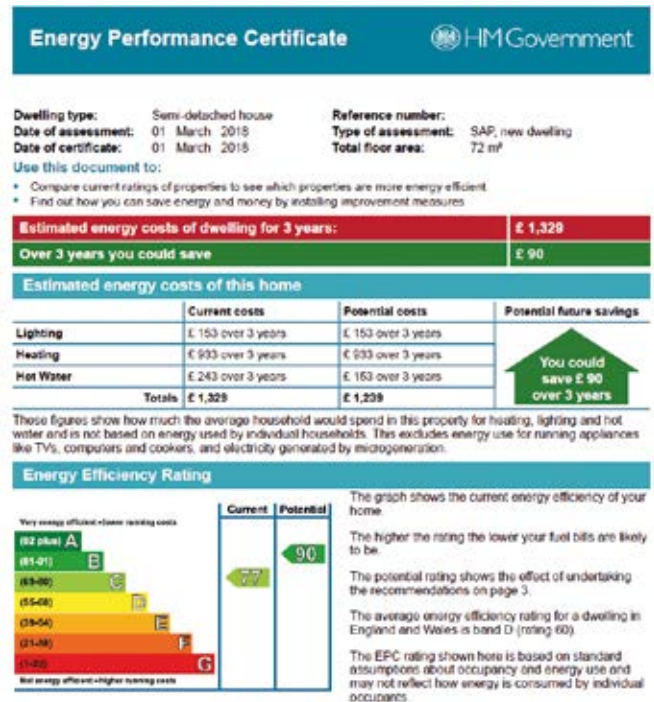 Energy Performance Certificate
HM Government
Dwelling type: Semi-detached house
Reference number:
Date of assessment: 01 March 2018
Type of assessment: SAP, new dwelling
Date of certificate: 01 March 2018
Total floor area: 72 m²
Use this document to:
• Compare current ratings of properties to see which properties are more energy efficient
• Find out how you can save energy and money by installing improvement measures
Estimated energy costs of dwelling for 3 years: £ 1,329
Over 3 years you could save £ 90
Estimated energy costs of this home
Current costs Potential costs Potential future savings
Lighting £ 153 over 3 years £ 153 over 3 years
Heating £ 933 over 3 years £ 933 over 3 years
Hot Water £ 243 over 3 years £ 153 over 3 years
Totals £ 1,329 £ 1,239
You could
save £ 90
over 3 years
These figures show how much the average household would spend in this property for heating, lighting and hot
water and is not based on energy used by individual households. This excludes energy use for running appliances
like TVs, computers and cookers, and electricity generated by microgeneration.
Energy Efficiency Rating
Current Potential
Very energy efficient - lower running costs
(92 plus) A
(81-91) B
(69-80) C
(55-68) D
(39-54) E
(21-38) F
(1-20) G
Not energy efficient - higher running costs
77
90
The graph shows the current energy efficiency of your
home.
The higher the rating the lower your fuel bills are likely
to be.
The potential rating shows the effect of undertaking
the recommendations on page 3.
The average energy efficiency rating for a dwelling in
England and Wales is band D (rating 60).
The EPC rating shown here is based on standard
assumptions about occupancy and energy use and
may not reflect how energy is consumed by individual
occupants